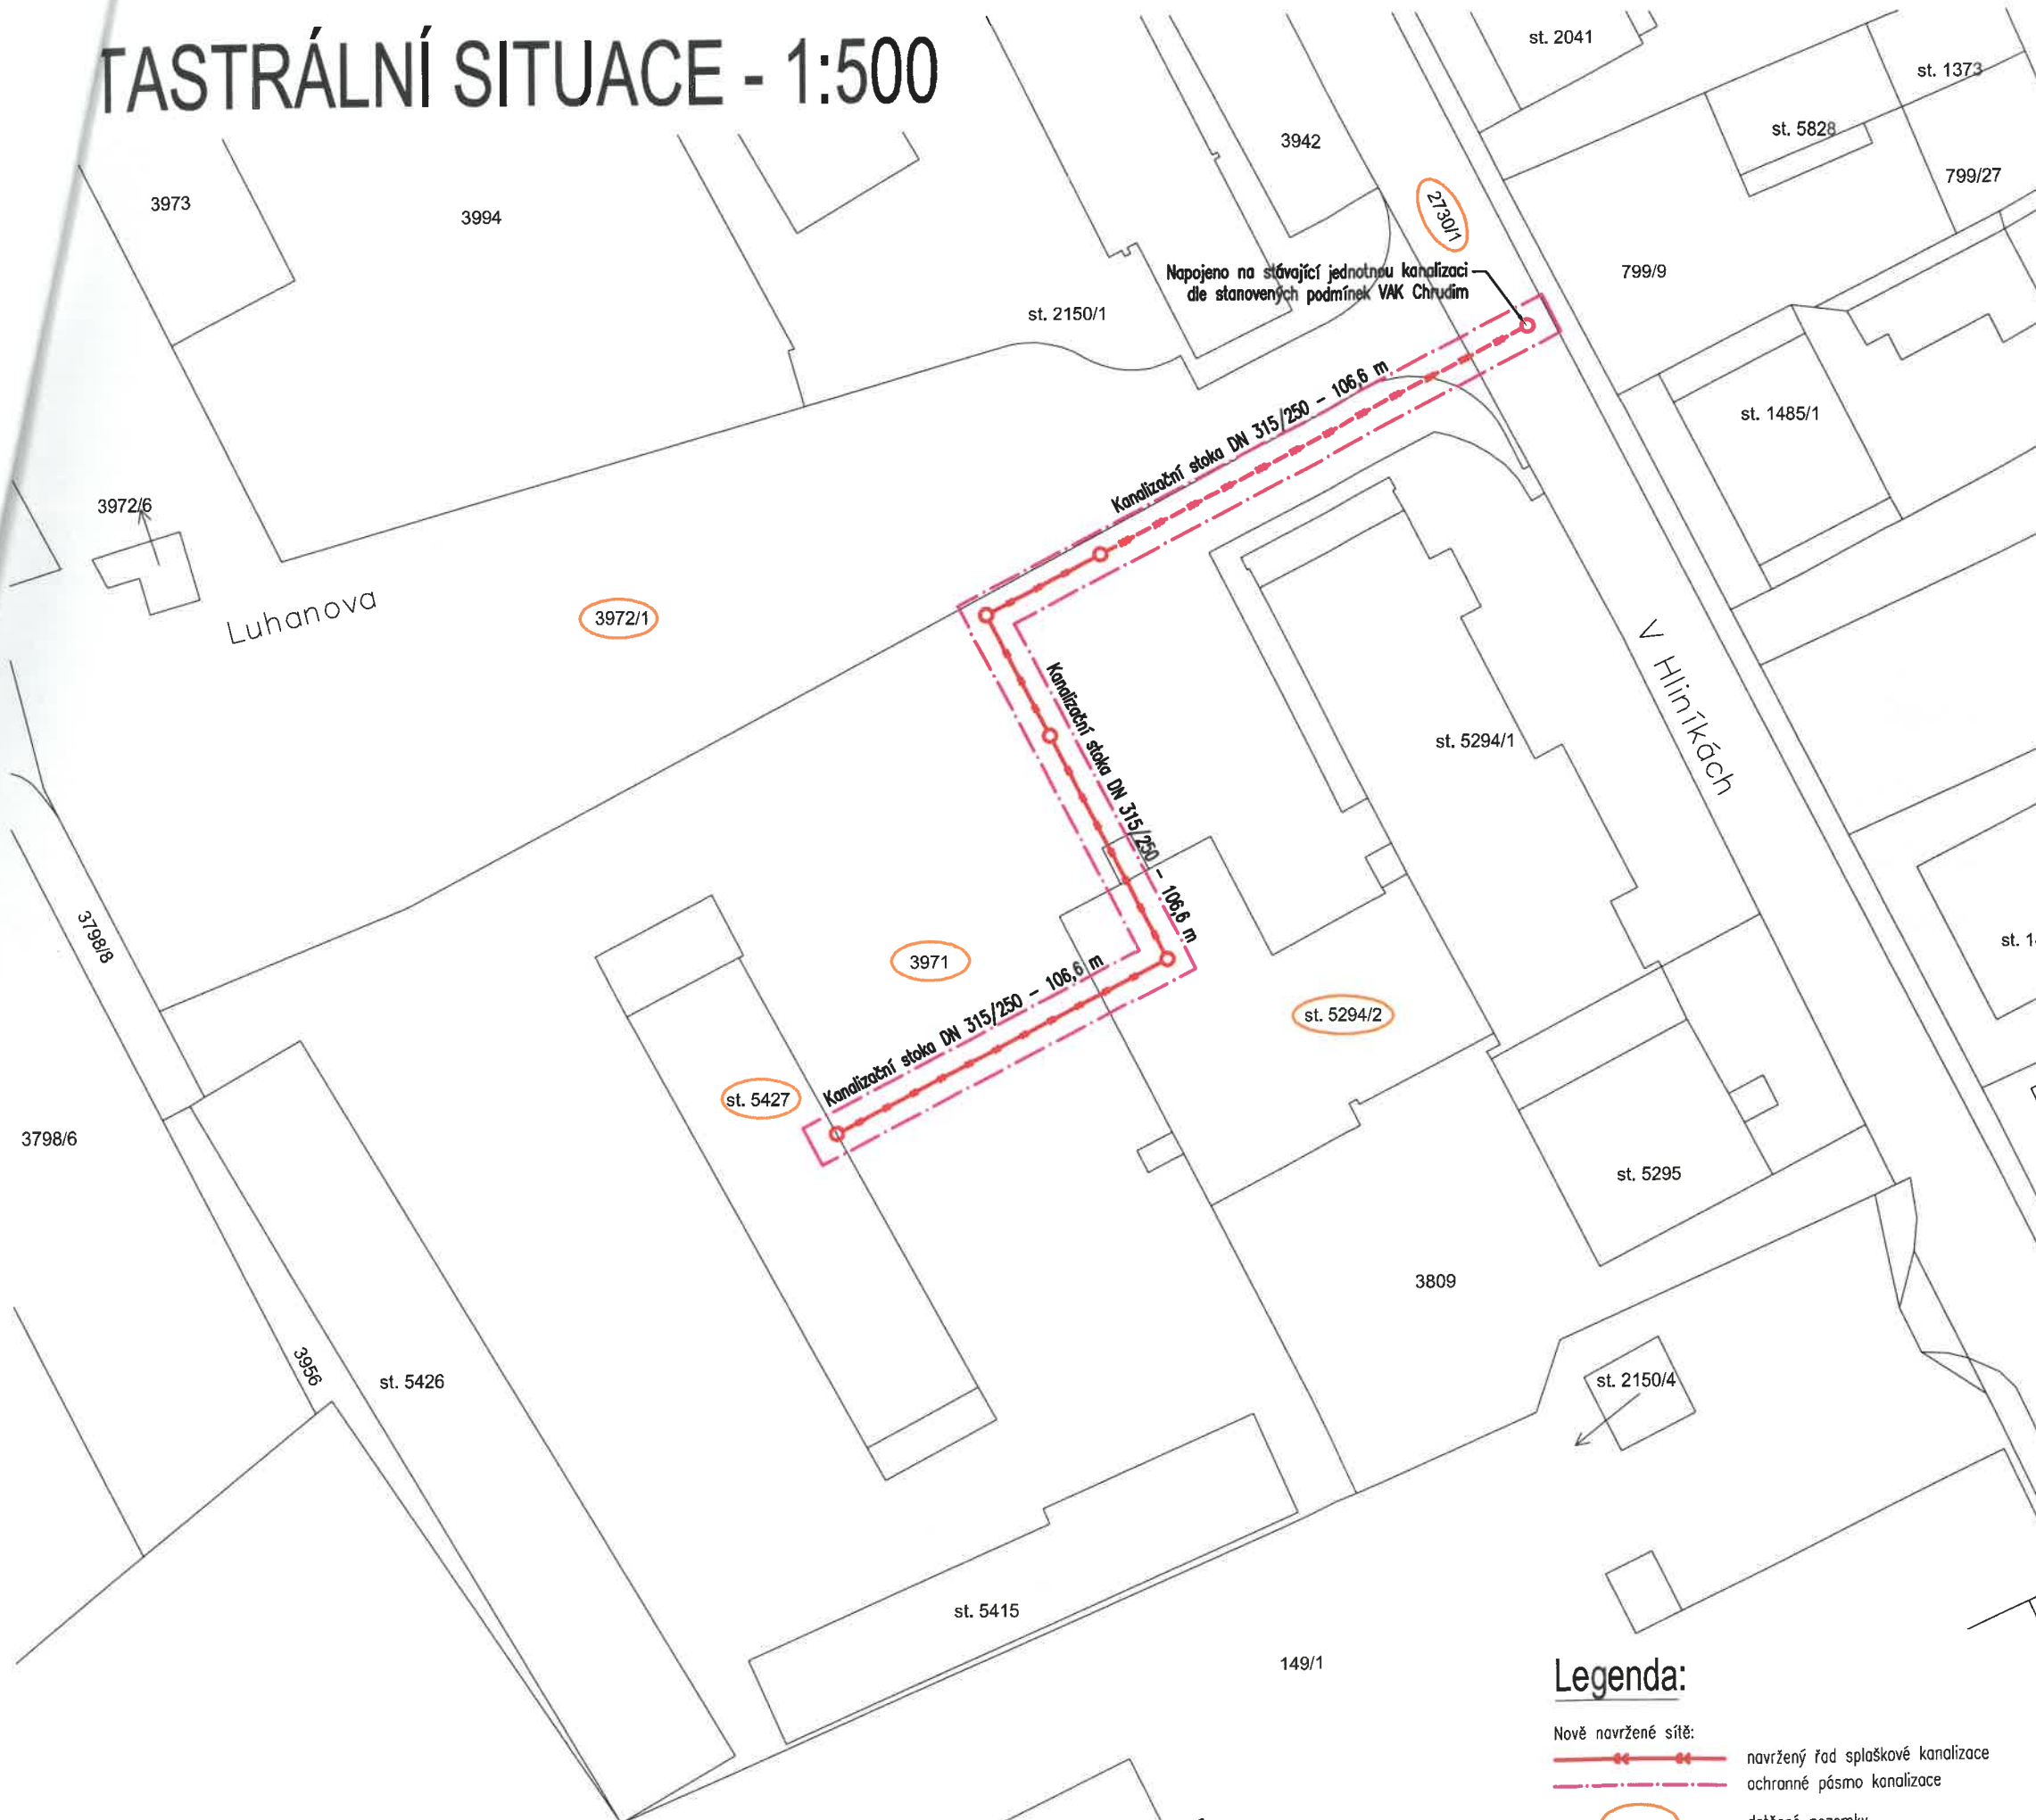 TASTRÁLNÍ SITUACE - 1:500
st. 2041
st. 1373
st. 5828
3942
799/27
3973
3994
2730/1
799/9
Napojeno na stávající jednotnou kanalizaci
dle stanovených podmínek VAK Chrudim
st. 2150/1
Kanalizační stoka DN 315/250 - 106,6 m
st. 1485/1
3972/6
Luhanova
3972/1
V Hliníkách
Kanalizační stoka DN 315/250 - 106,6 m
st. 5294/1
3798/8
3971
st. 1
Kanalizační stoka DN 315/250 - 106,6 m
st. 5294/2
st. 5427
3798/6
st. 5295
3809
3956
st. 5426
st. 2150/4
st. 5415
149/1
Legenda:
Nově navržené sítě:
navržený řad splaškové kanalizace
ochranné pásmo kanalizace